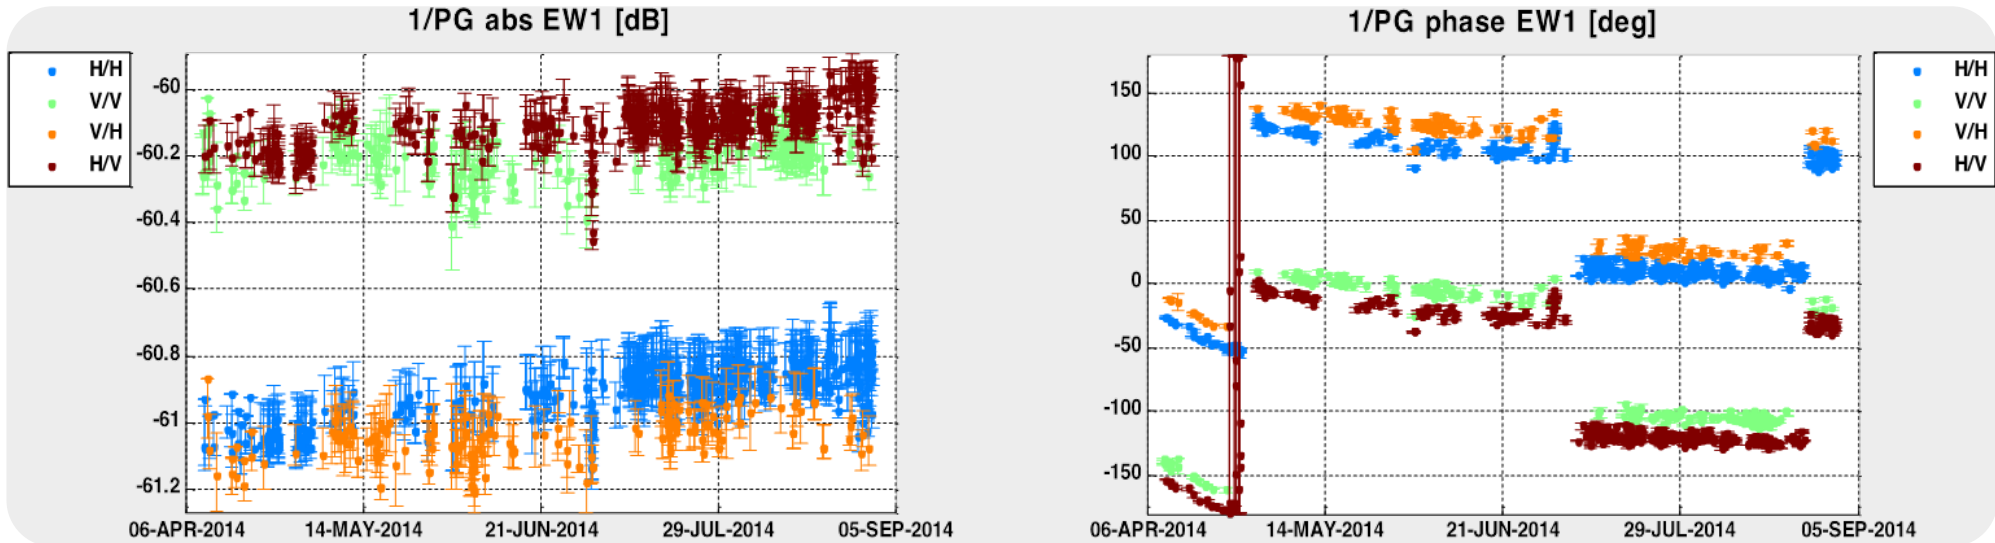 1/PG abs EW1 [dB]
H/H
V/V
V/H
H/V
-60
-60.2
-60.4
-60.6
-60.8
-61
-61.2
06-APR-2014 14-MAY-2014 21-JUN-2014 29-JUL-2014 05-SEP-2014
1/PG phase EW1 [deg]
150
100
50
0
-50
-100
-150
06-APR-2014 14-MAY-2014 21-JUN-2014 29-JUL-2014 05-SEP-2014
H/H
V/V
V/H
H/V